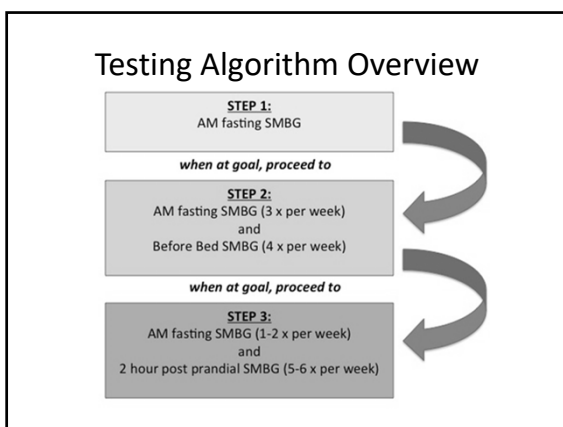 Testing Algorithm Overview
STEP 1:
AM fasting SMBG
when at goal, proceed to
STEP 2:
AM fasting SMBG (3 x per week)
and
Before Bed SMBG (4 x per week)
when at goal, proceed to
STEP 3:
AM fasting SMBG (1-2 x per week)
and
2 hour post prandial SMBG (5-6 x per week)